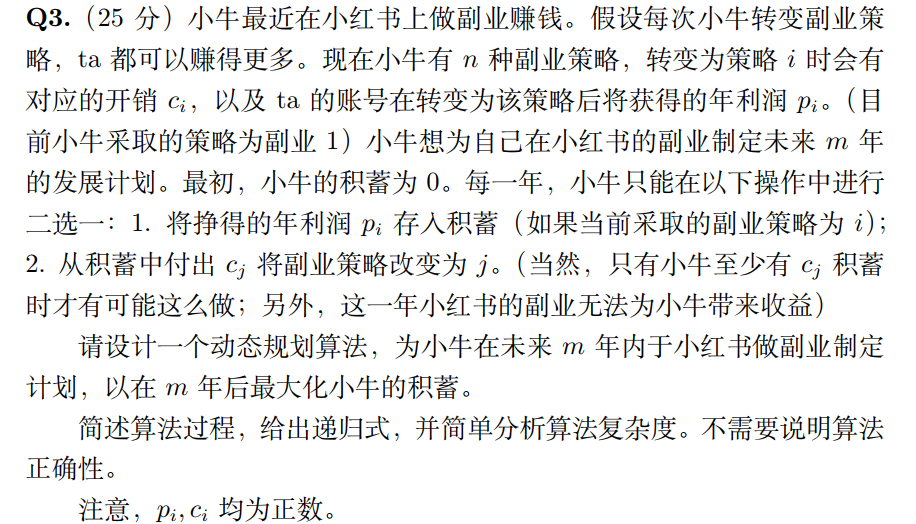 Q3.（25 分）小牛最近在小红书上做副业赚钱。假设每次小牛转变副业策
略，ta 都可以赚得更多。现在小牛有 n 种副业策略，转变为策略 i 时会有
对应的开销 cᵢ，以及 ta 的账号在转变为该策略后将获得的年利润 pᵢ。（目
前小牛采取的策略为副业 1）小牛想为自己在小红书的副业制定未来 m 年
的发展计划。最初，小牛的积蓄为 0。每一年，小牛只能在以下操作中进行
二选一：1. 将挣得的年利润 pᵢ 存入积蓄（如果当前采取的副业策略为 i）；
2. 从积蓄中付出 cⱼ 将副业策略改变为 j。（当然，只有小牛至少有 cⱼ 积蓄
时才有可能这么做；另外，这一年小红书的副业无法为小牛带来收益）
请设计一个动态规划算法，为小牛在未来 m 年内于小红书做副业制定
计划，以在 m 年后最大化小牛的积蓄。
简述算法过程，给出递归式，并简单分析算法复杂度。不需要说明算法
正确性。
注意，pᵢ, cᵢ 均为正数。